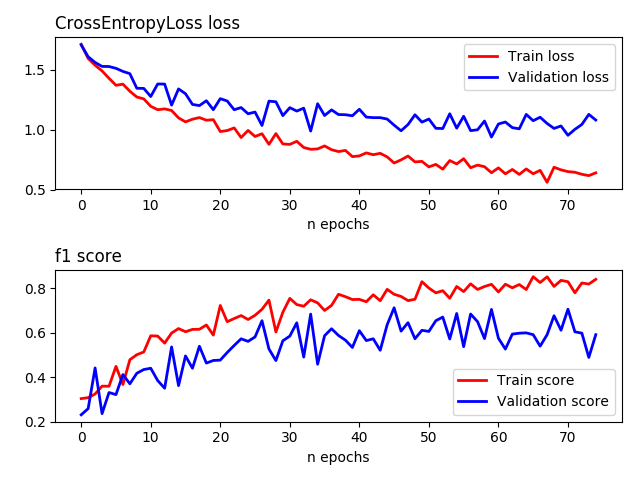 CrossEntropyLoss loss
1.5
1.0
0.5
Train loss
Validation loss
0 10 20 30 40 50 60 70
n epochs
f1 score
0.8
0.6
0.4
0.2
Train score
Validation score
0 10 20 30 40 50 60 70
n epochs